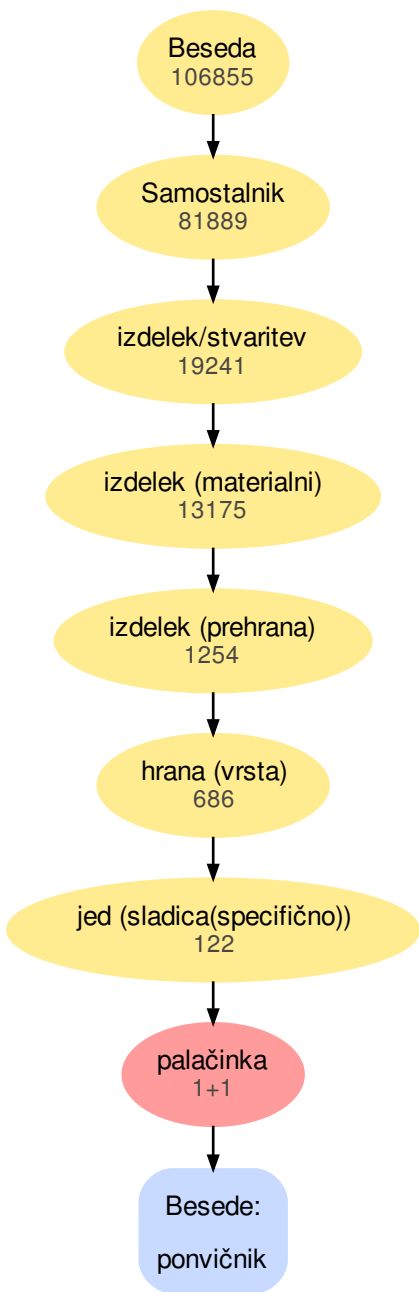 Beseda
106855
Samostalnik
81889
izdelek/stvaritev
19241
izdelek (materialni)
13175
izdelek (prehrana)
1254
hrana (vrsta)
686
jed (sladica(specifično))
122
palačinka
1+1
Besede:
ponvičnik